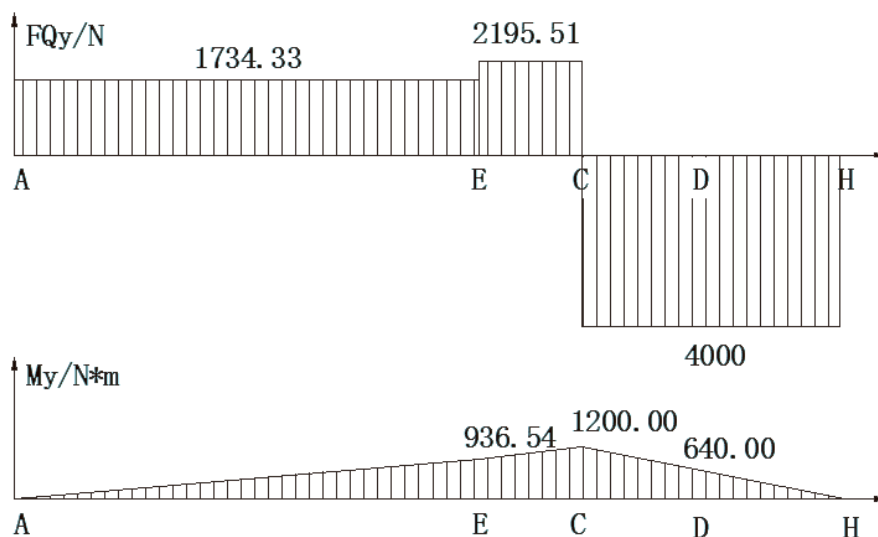 FQy/N
1734.33
2195.51
A E C D H
4000
My/N*m
936.54
1200.00
640.00
A E C D H